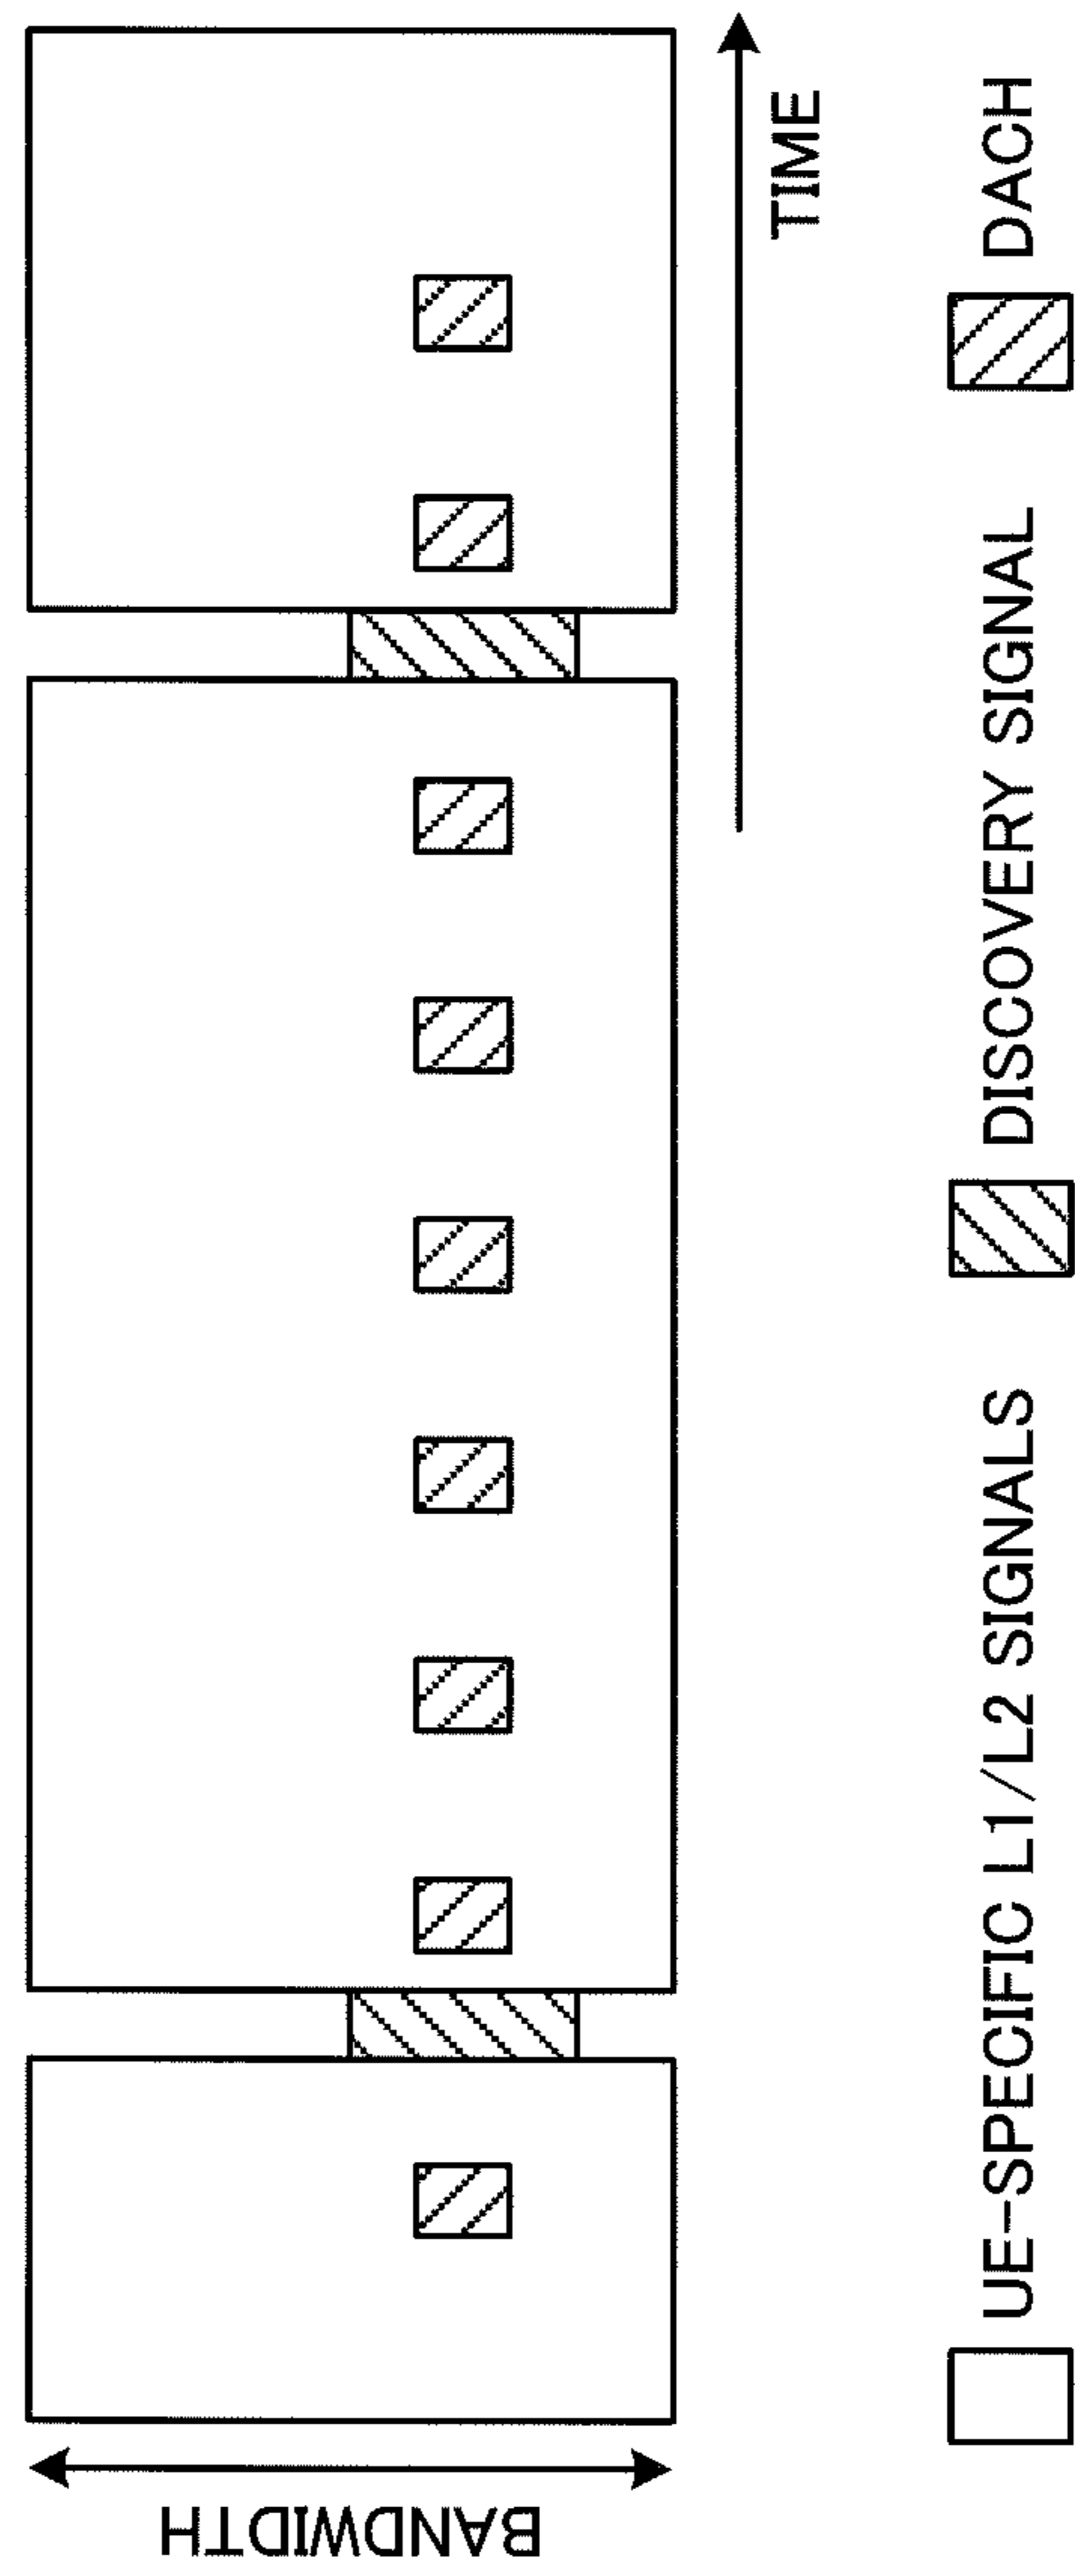 BANDWIDTH
TIME
UE-SPECIFIC L1/L2 SIGNALS
DISCOVERY SIGNAL
DACH